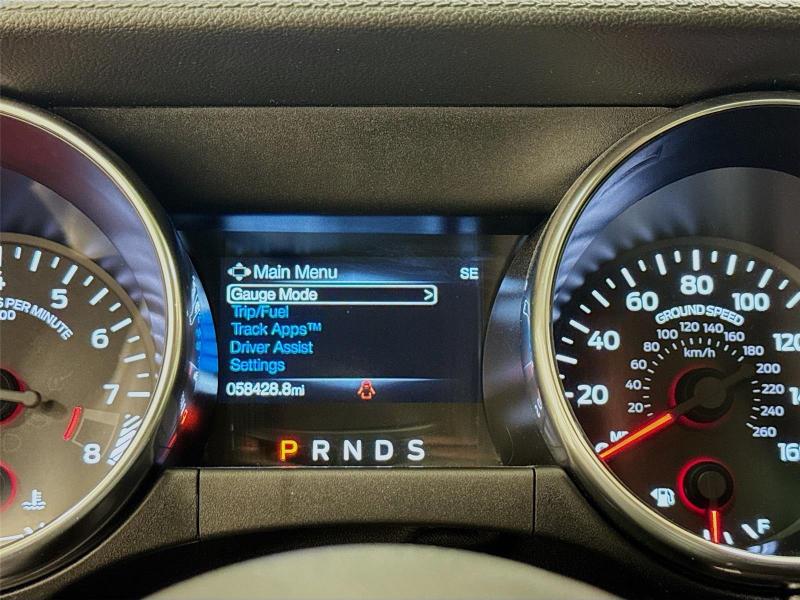 Main Menu SE
Gauge Mode >
Trip/Fuel
Track Apps™
Driver Assist
Settings
058428.8mi
P R N D S
5
6
7
8
PER MINUTE
20
40
60
80
100
GROUND SPEED
km/h
20
40
60
80
100
120
140
160
180
200
220
240
260
F